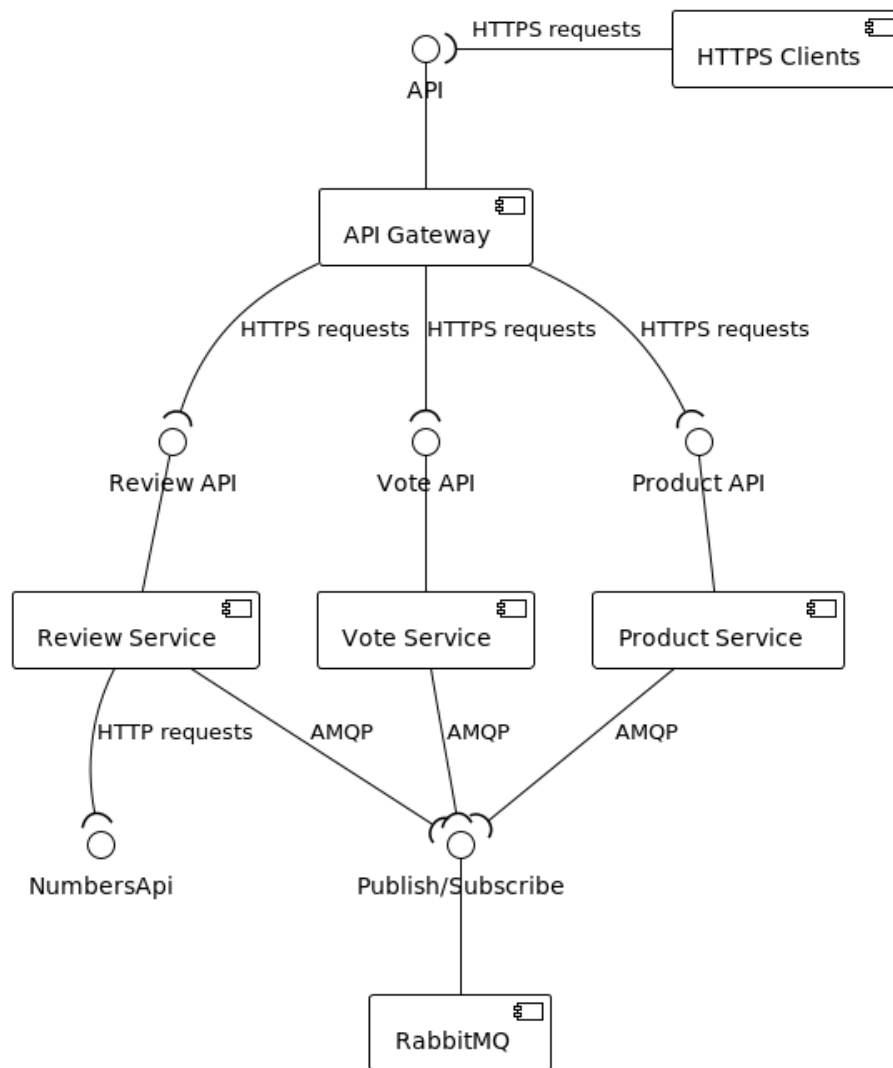 HTTPS requests
HTTPS Clients
API
API Gateway
HTTPS requests
HTTPS requests
HTTPS requests
Review API
Vote API
Product API
Review Service
Vote Service
Product Service
HTTP requests
AMQP
AMQP
AMQP
NumbersApi
Publish/Subscribe
RabbitMQ